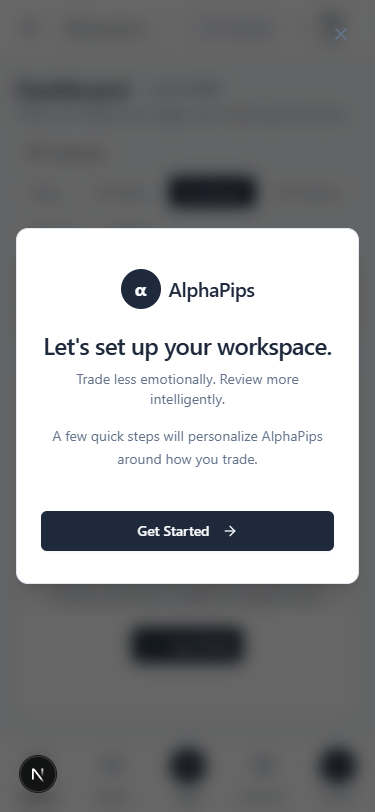 α AlphaPips
Let's set up your workspace.
Trade less emotionally. Review more
intelligently.
A few quick steps will personalize AlphaPips
around how you trade.
Get Started
N